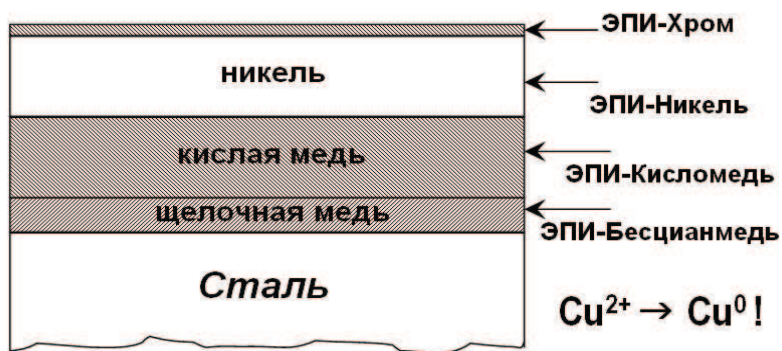 ЭПИ-Хром
никель
ЭПИ-Никель
кислая медь
ЭПИ-Кисломедь
щелочная медь
ЭПИ-Бесцианмедь
Сталь
Cu²⁺ → Cu⁰ !